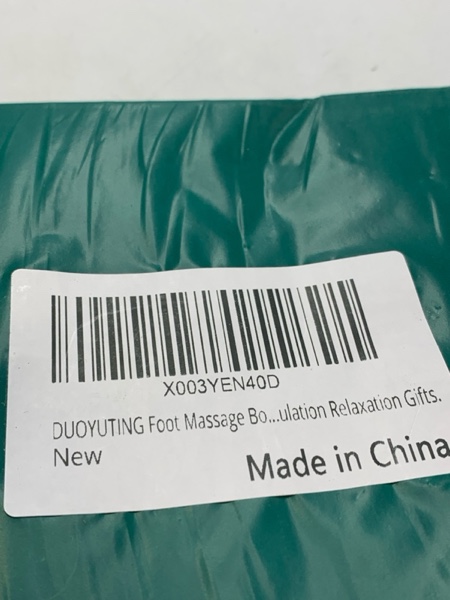 X003YEN40D
DUOYUTING Foot Massage Bo...ulation Relaxation Gifts.
New
Made in China